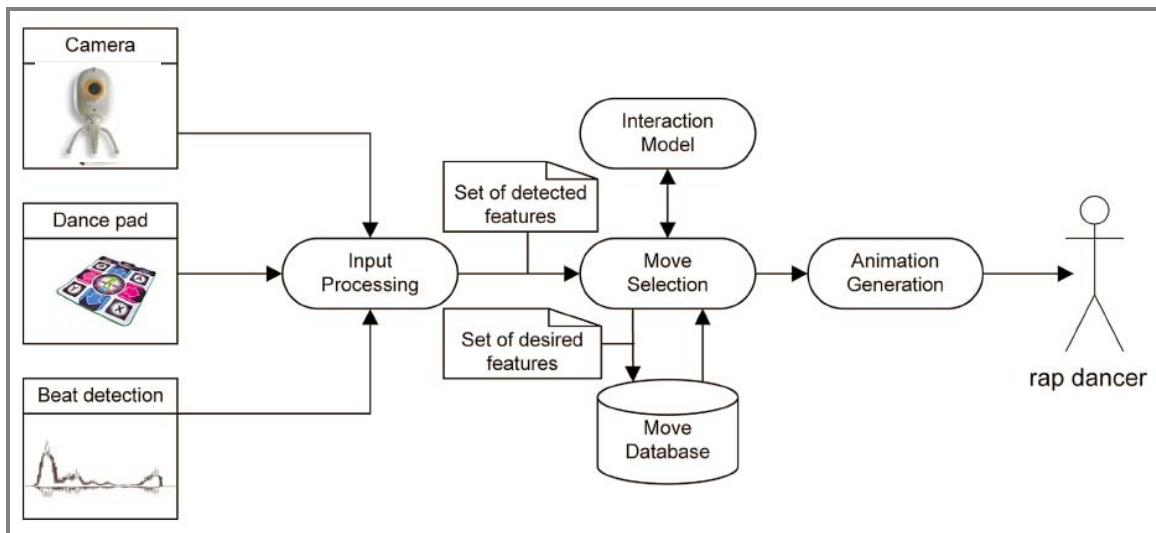 Camera
Interaction
Model
Set of detected
features
Dance pad
Input
Processing
Move
Selection
Animation
Generation
Set of desired
features
rap dancer
Beat detection
Move
Database